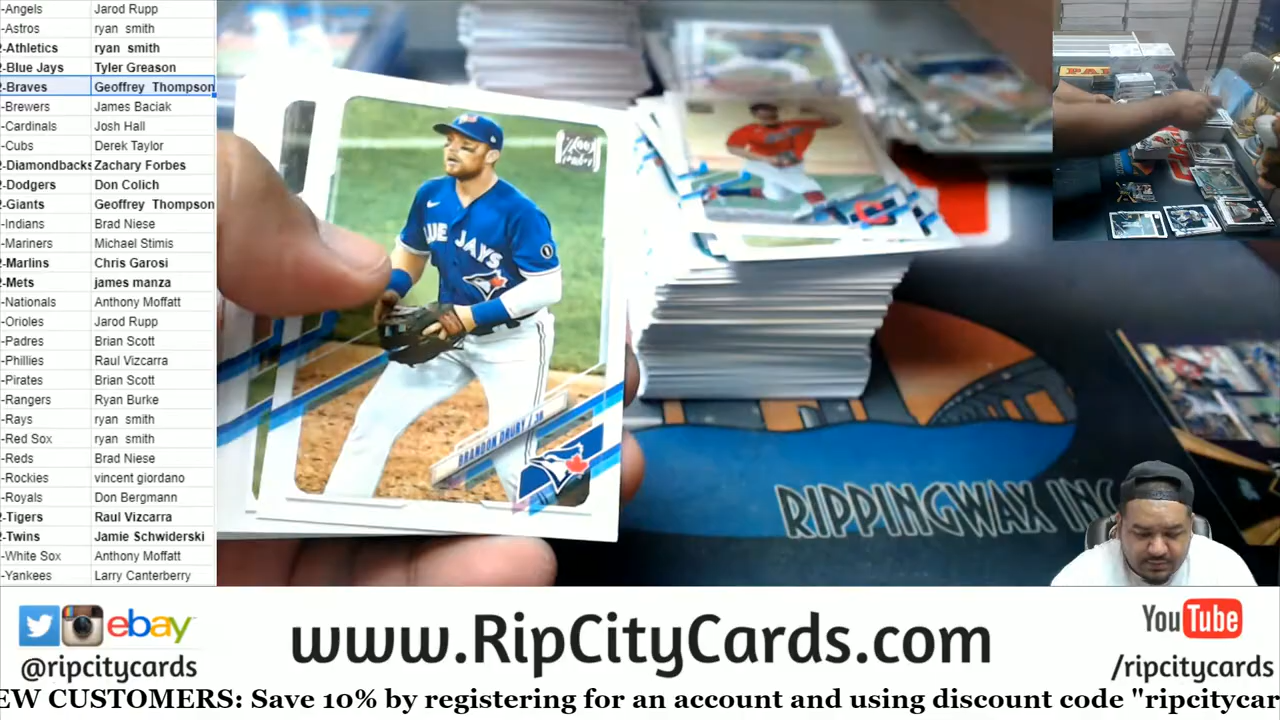 -Angels Jarod Rupp
-Astros ryan smith
-Athletics ryan smith
-Blue Jays Tyler Greason
-Braves Geoffrey Thompson
-Brewers James Baciak
-Cardinals Josh Hall
-Cubs Derek Taylor
-Diamondbacks Zachary Forbes
-Dodgers Don Colich
-Giants Geoffrey Thompson
-Indians Brad Niese
-Mariners Michael Stimis
-Marlins Chris Garosi
-Mets james manza
-Nationals Anthony Moffatt
-Orioles Jarod Rupp
-Padres Brian Scott
-Phillies Raul Vizcarra
-Pirates Brian Scott
-Rangers Ryan Burke
-Rays ryan smith
-Red Sox ryan smith
-Reds Brad Niese
-Rockies vincent giordano
-Royals Don Bergmann
-Tigers Raul Vizcarra
-Twins Jamie Schwiderski
-White Sox Anthony Moffatt
-Yankees Larry Canterbery
BLUE JAYS
BRANDON DRURY / 3B
RIPPINGWAX INC
ebay
@ripcitycards
www.RipCityCards.com
YouTube
/ripcitycards
EW CUSTOMERS: Save 10% by registering for an account and using discount code "ripcitycar